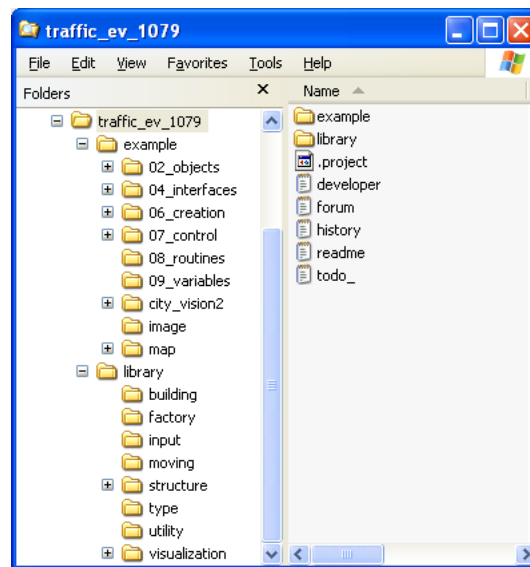 traffic_ev_1079
File Edit View Favorites Tools Help
Folders
traffic_ev_1079
example
02_objects
04_interfaces
06_creation
07_control
08_routines
09_variables
city_vision2
image
map
library
building
factory
input
moving
structure
type
utility
visualization
Name
example
library
.project
developer
forum
history
readme
todo_